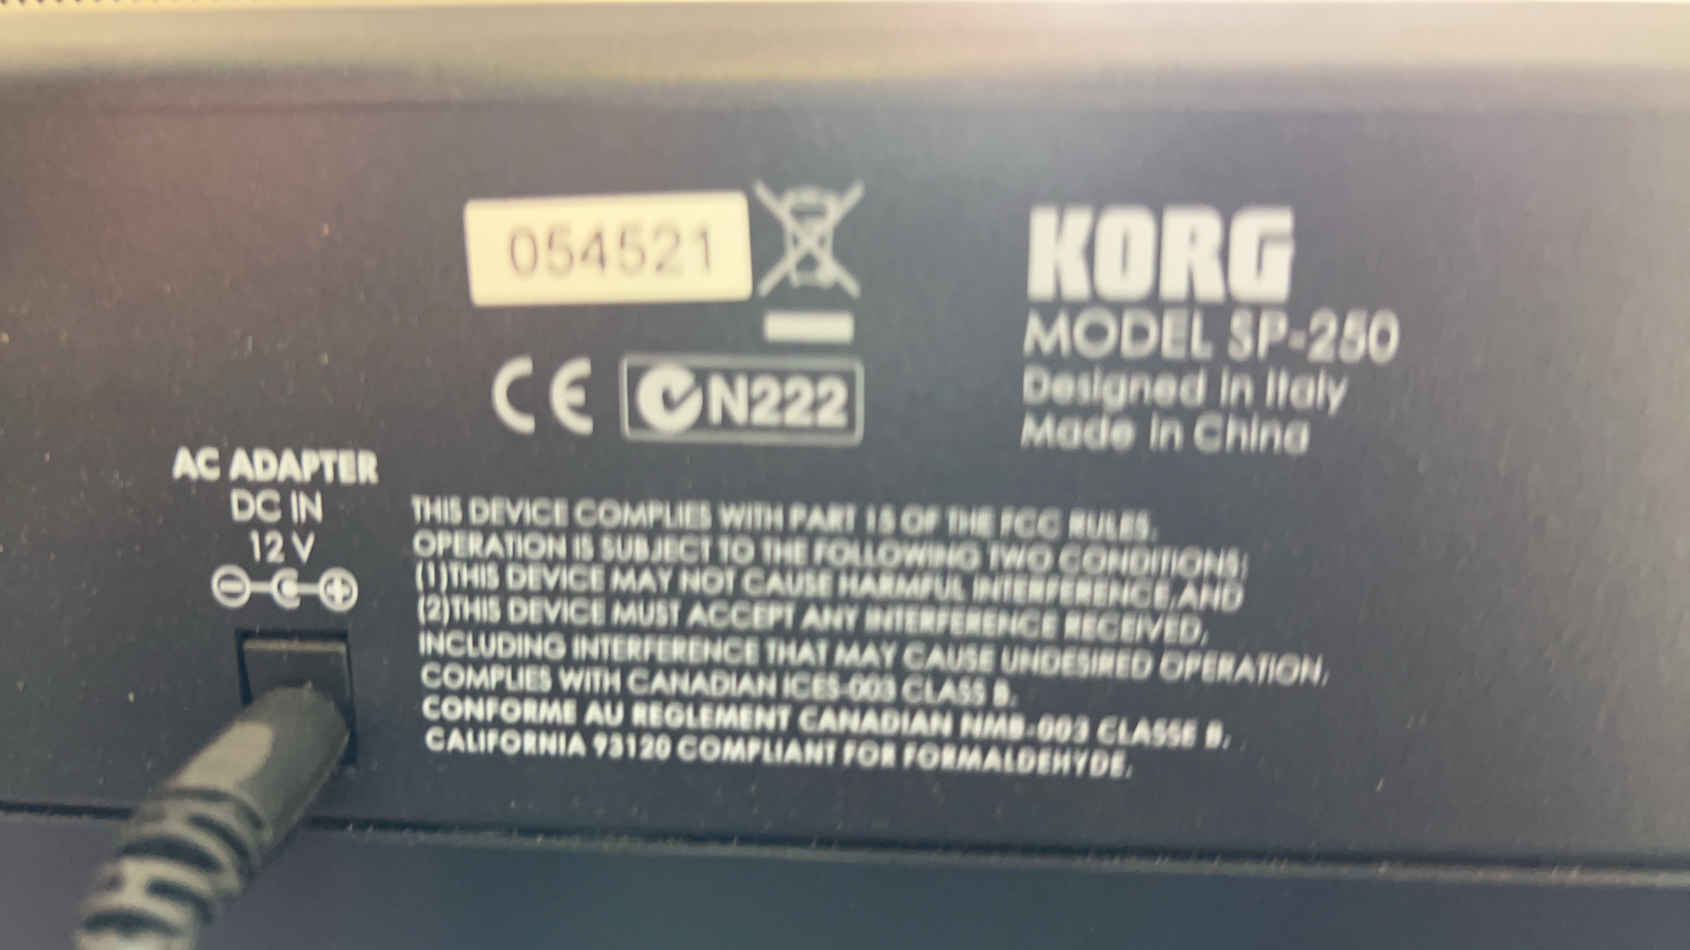 054521
KORG
MODEL SP-250
Designed in Italy
Made in China
CE
N222
AC ADAPTER
DC IN
12 V
THIS DEVICE COMPLIES WITH PART 15 OF THE FCC RULES.
OPERATION IS SUBJECT TO THE FOLLOWING TWO CONDITIONS:
(1)THIS DEVICE MAY NOT CAUSE HARMFUL INTERFERENCE,AND
(2)THIS DEVICE MUST ACCEPT ANY INTERFERENCE RECEIVED,
INCLUDING INTERFERENCE THAT MAY CAUSE UNDESIRED OPERATION,
COMPLIES WITH CANADIAN ICES-003 CLASS B.
CONFORME AU REGLEMENT CANADIAN NMB-003 CLASSE B.
CALIFORNIA 93120 COMPLIANT FOR FORMALDEHYDE.